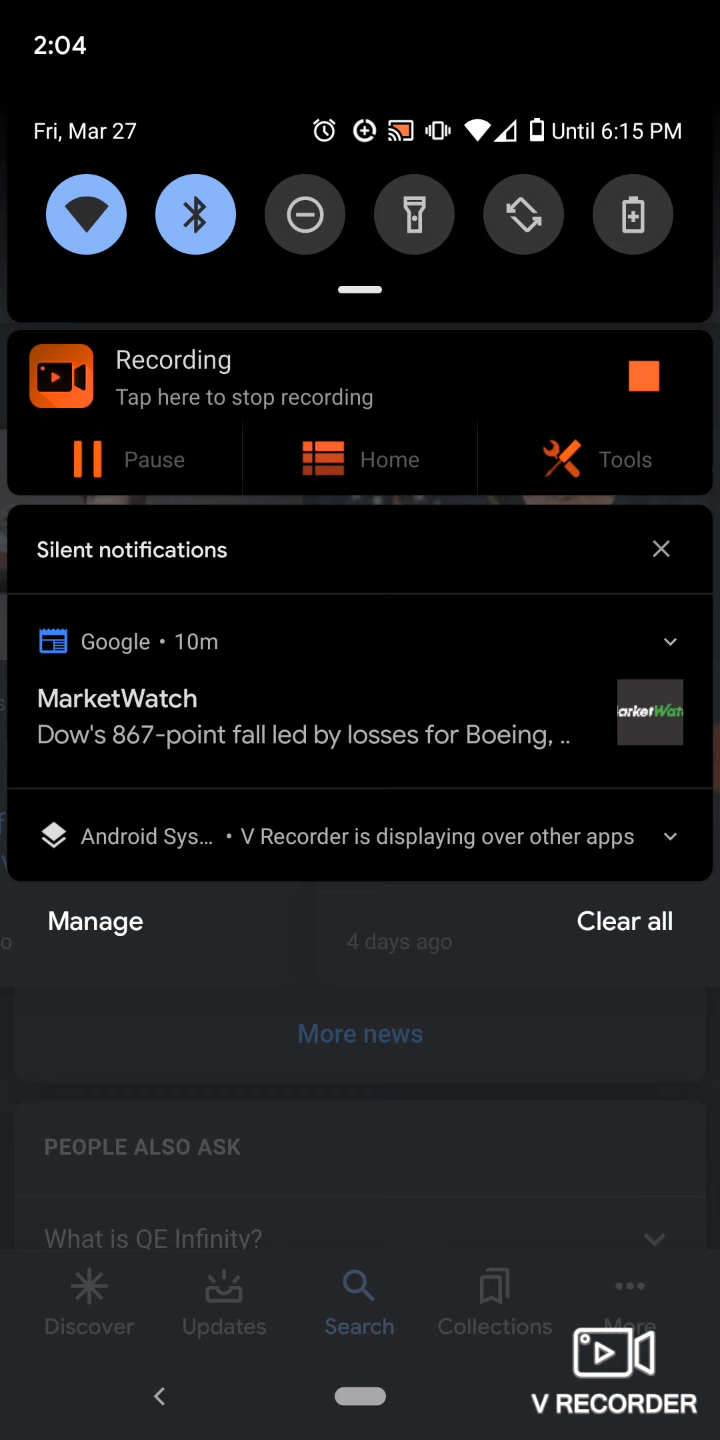 2:04
Fri, Mar 27
Until 6:15 PM
Recording
Tap here to stop recording
Pause
Home
Tools
Silent notifications
Google • 10m
MarketWatch
Dow's 867-point fall led by losses for Boeing, ..
arketWat
Android Sys... • V Recorder is displaying over other apps
Manage
Clear all
4 days ago
More news
PEOPLE ALSO ASK
What is QE Infinity?
Discover
Updates
Search
Collections
More
V RECORDER